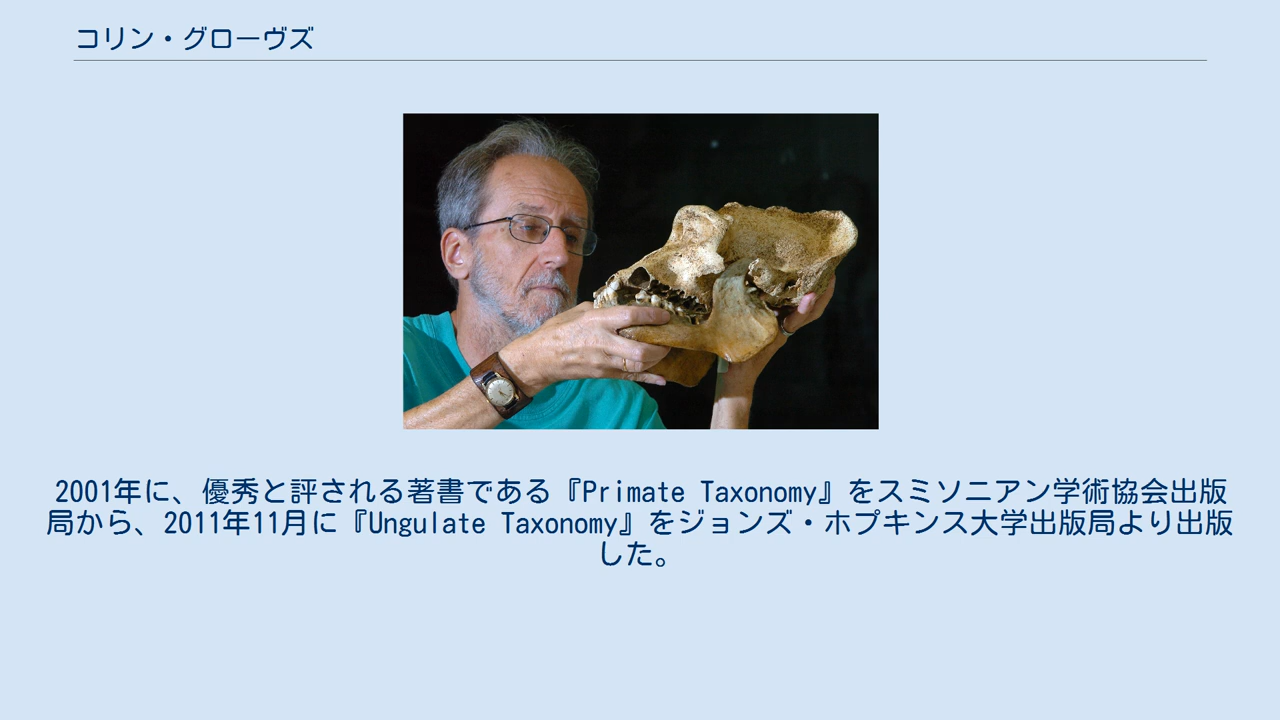 コリン・グローヴズ
2001年に、優秀と評される著書である『Primate Taxonomy』をスミソニアン学術協会出版
局から、2011年11月に『Ungulate Taxonomy』をジョンズ・ホプキンス大学出版局より出版
した。